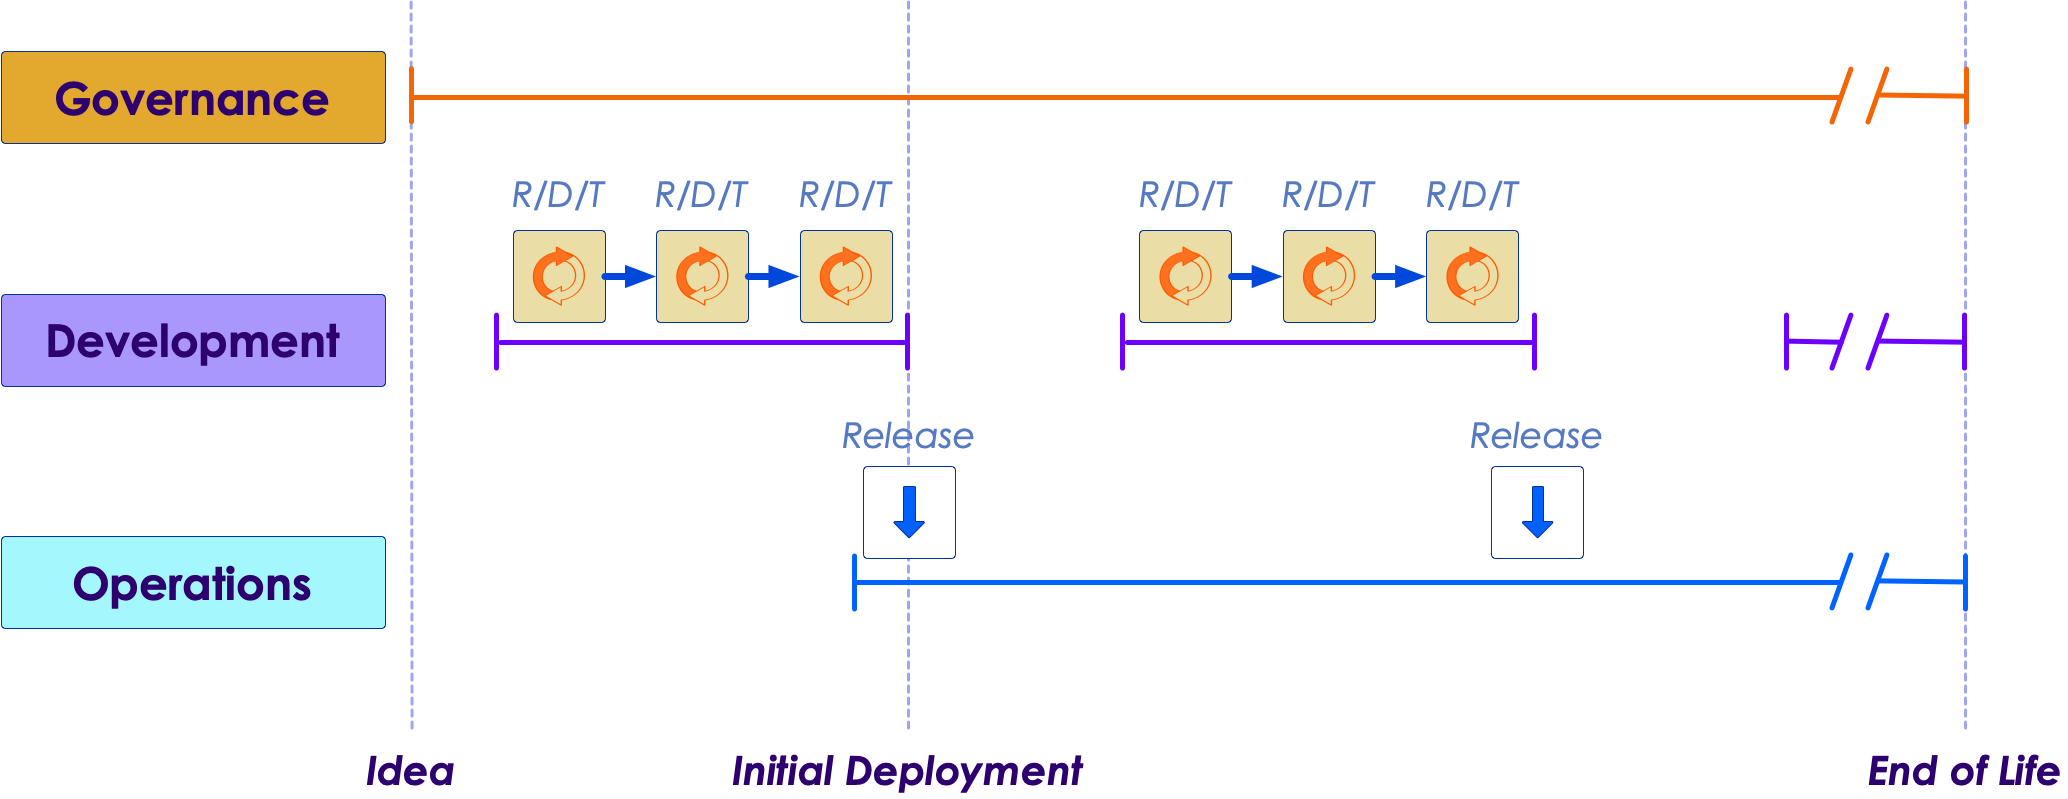 Governance
R/D/T R/D/T R/D/T R/D/T R/D/T R/D/T
Development
Release Release
Operations
Idea Initial Deployment End of Life